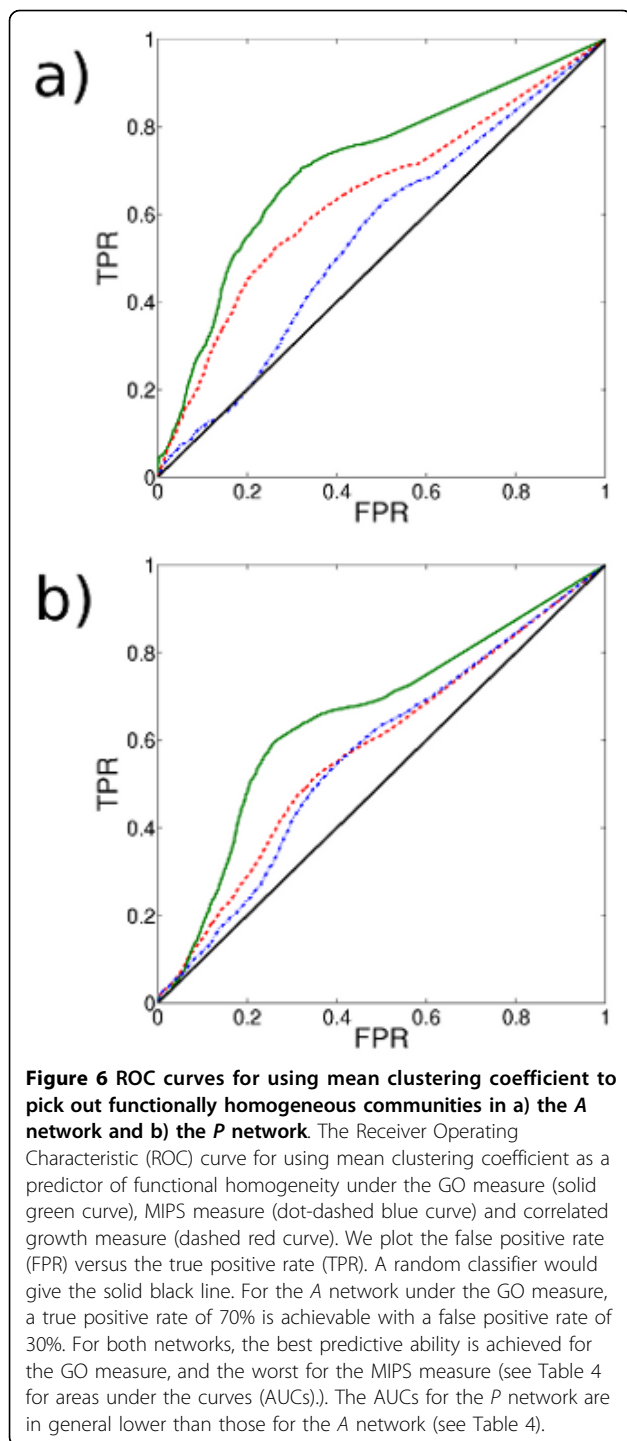 a)
1
0.8
0.6
0.4
0.2
0
TPR
0 0.2 0.4 0.6 0.8 1
FPR
b)
1
0.8
0.6
0.4
0.2
0
TPR
0 0.2 0.4 0.6 0.8 1
FPR
Figure 6 ROC curves for using mean clustering coefficient to
pick out functionally homogeneous communities in a) the A
network and b) the P network. The Receiver Operating
Characteristic (ROC) curve for using mean clustering coefficient as a
predictor of functional homogeneity under the GO measure (solid
green curve), MIPS measure (dot-dashed blue curve) and correlated
growth measure (dashed red curve). We plot the false positive rate
(FPR) versus the true positive rate (TPR). A random classifier would
give the solid black line. For the A network under the GO measure,
a true positive rate of 70% is achievable with a false positive rate of
30%. For both networks, the best predictive ability is achieved for
the GO measure, and the worst for the MIPS measure (see Table 4
for areas under the curves (AUCs).). The AUCs for the P network are
in general lower than those for the A network (see Table 4).